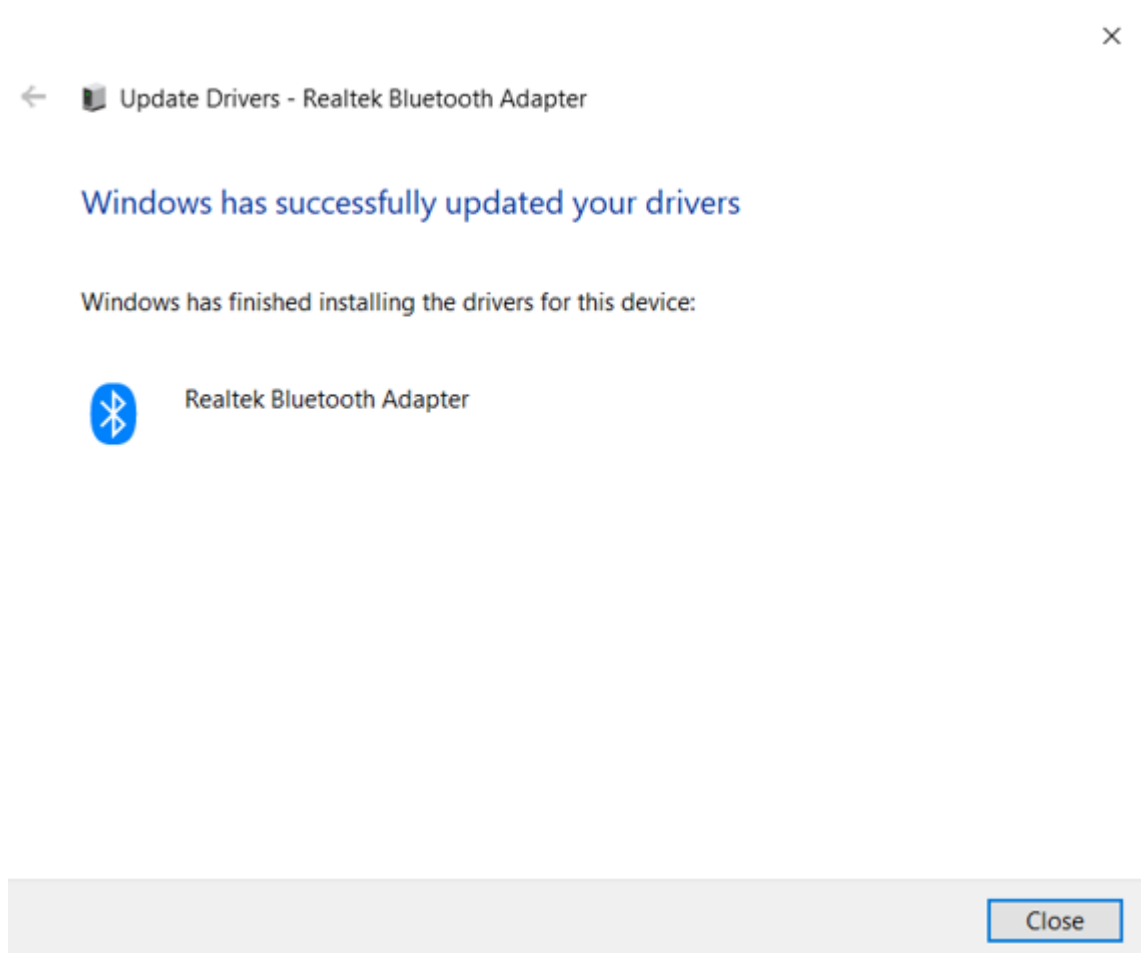 Update Drivers - Realtek Bluetooth Adapter
Windows has successfully updated your drivers
Windows has finished installing the drivers for this device:
Realtek Bluetooth Adapter
Close